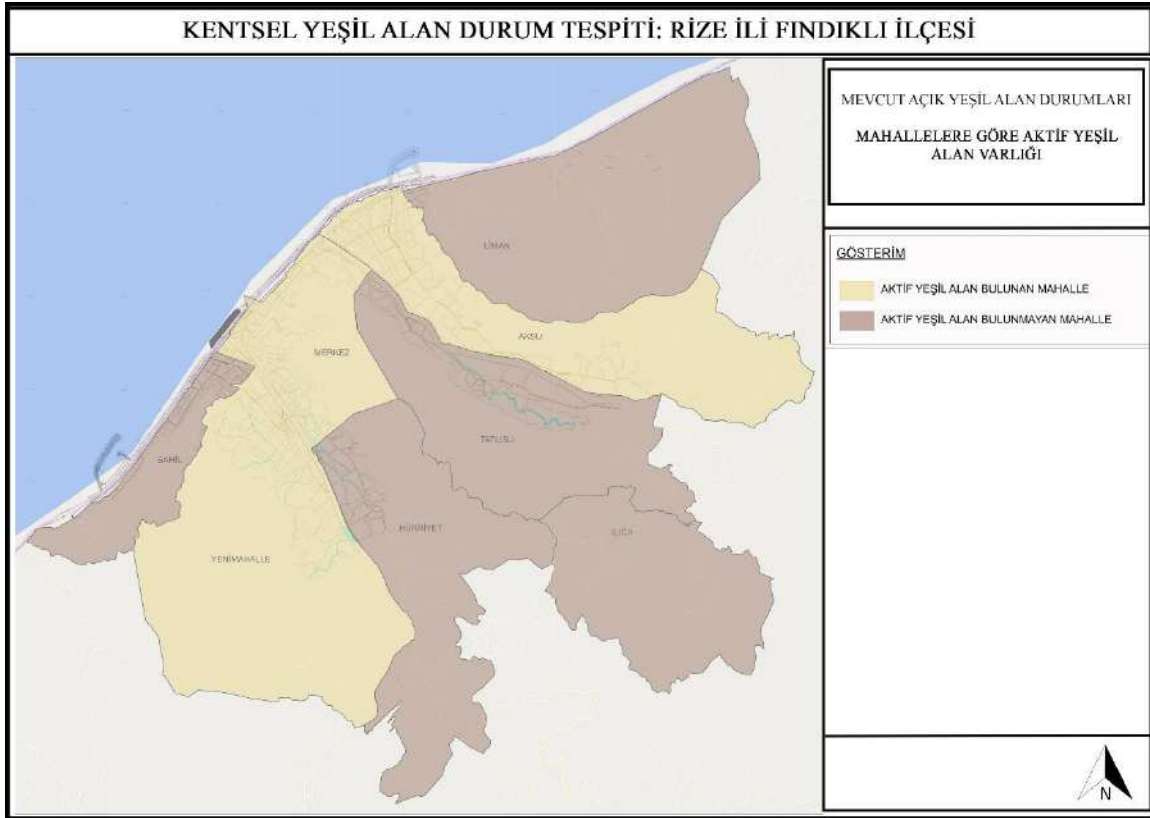 KENTSEL YEŞİL ALAN DURUM TESPİTİ: RİZE İLİ FINDIKLI İLÇESİ
MEVCUT AÇIK YEŞİL ALAN DURUMLARI
MAHALLELERE GÖRE AKTİF YEŞİL
ALAN VARLIĞI
GÖSTERİM
AKTİF YEŞİL ALAN BULUNAN MAHALLE
AKTİF YEŞİL ALAN BULUNMAYAN MAHALLE
LİMAN
AKSU
MERKEZ
TATLISU
SAHİL
HÜRRİYET
ILICA
YENİMAHALLE
N